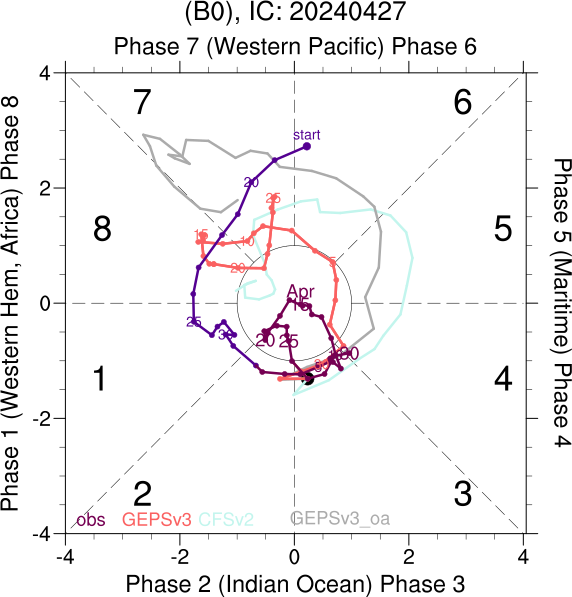 (B0), IC: 20240427
Phase 7 (Western Pacific) Phase 6
Phase 1 (Western Hem, Africa) Phase 8
Phase 5 (Maritime) Phase 4
4
2
0
-2
-4
7
6
8
5
1
4
2
3
start
20
25
15
10
20
5
Apr
15
25
20
25
30
obs GEPSv3 CFSv2 GEPSv3_oa
-4 -2 0 2 4
Phase 2 (Indian Ocean) Phase 3